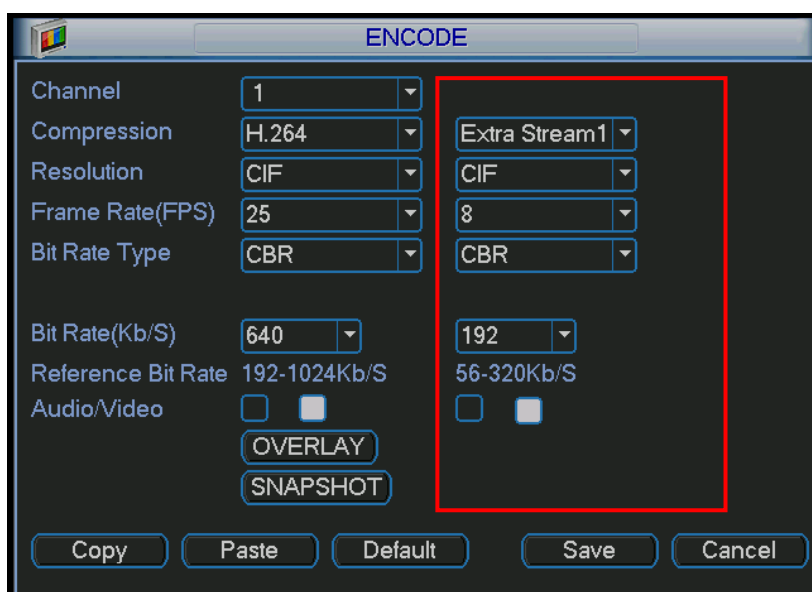 ENCODE
Channel 1
Compression H.264 Extra Stream1
Resolution CIF CIF
Frame Rate(FPS) 25 8
Bit Rate Type CBR CBR
Bit Rate(Kb/S) 640 192
Reference Bit Rate 192-1024Kb/S 56-320Kb/S
Audio/Video
OVERLAY
SNAPSHOT
Copy Paste Default Save Cancel